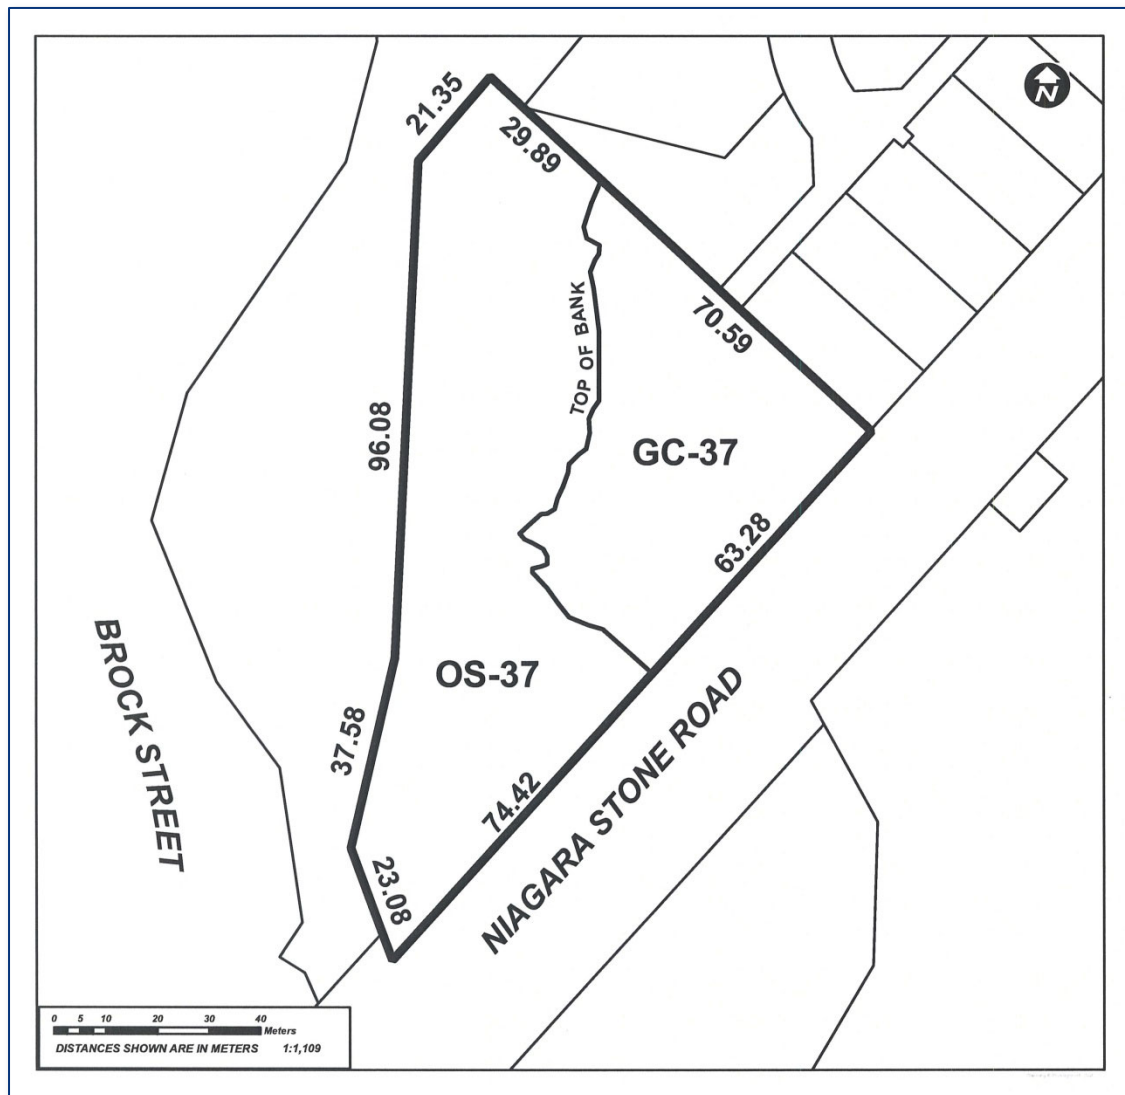 N
21.35
29.89
70.59
TOP OF BANK
96.08
GC-37
63.28
OS-37
BROCK STREET
37.58
74.42
NIAGARA STONE ROAD
23.08
0 5 10 20 30 40
Meters
DISTANCES SHOWN ARE IN METERS 1:1,109